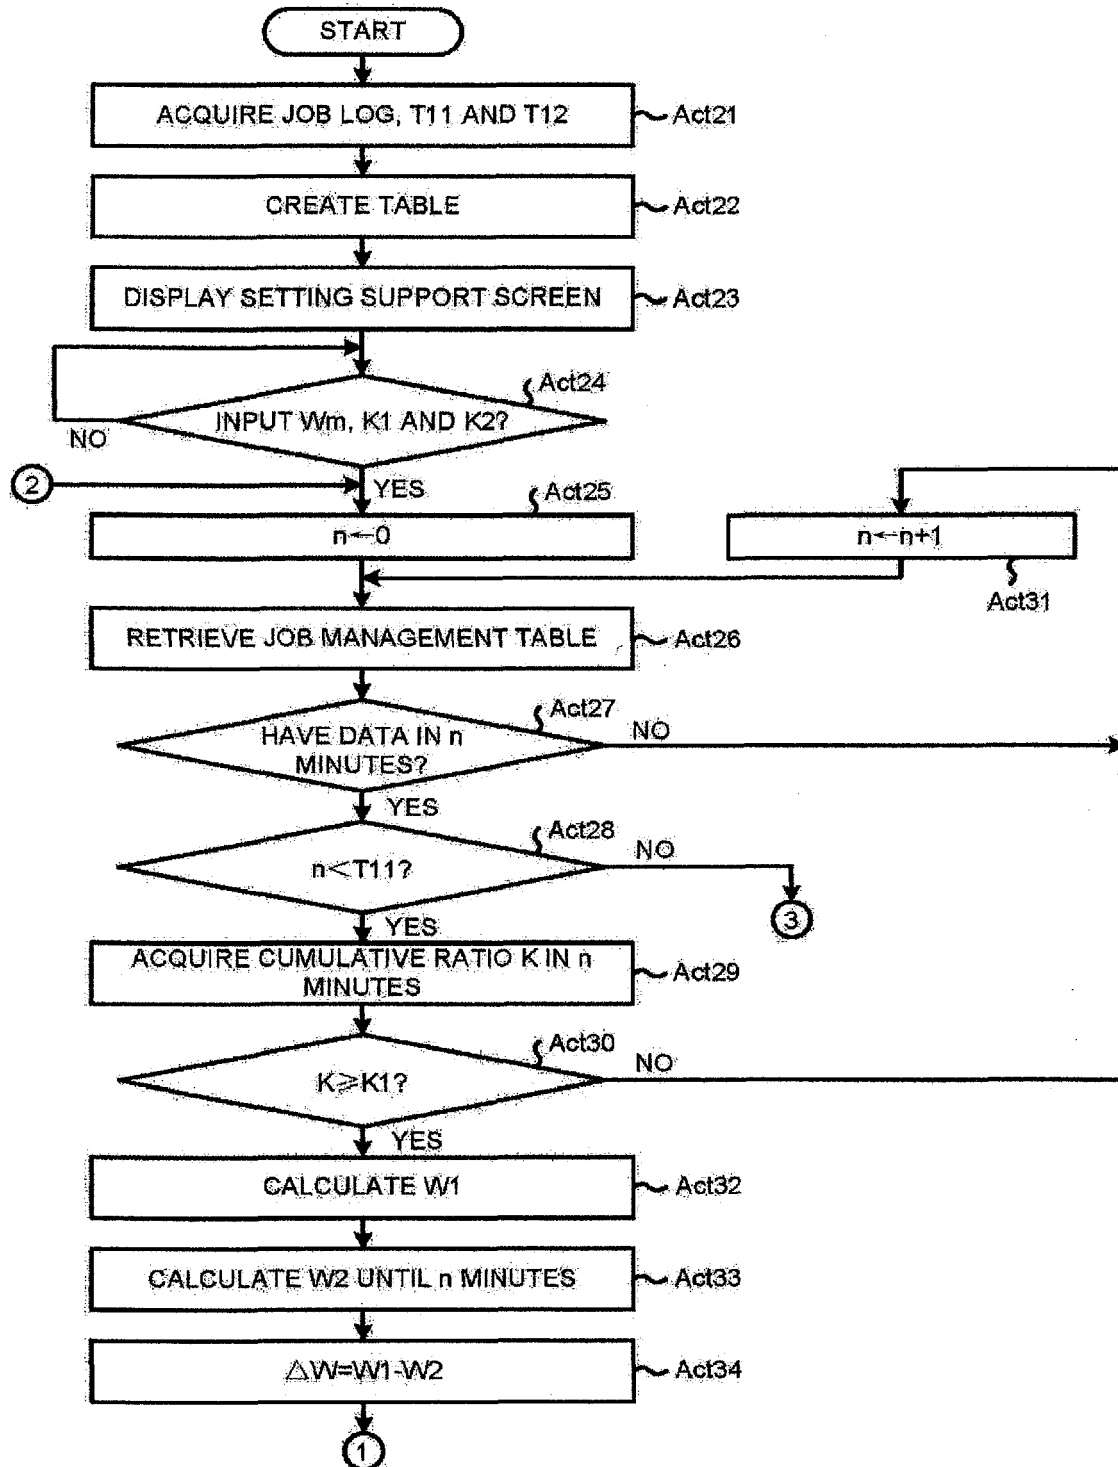 START
ACQUIRE JOB LOG, T11 AND T12
Act21
CREATE TABLE
Act22
DISPLAY SETTING SUPPORT SCREEN
Act23
Act24
INPUT Wm, K1 AND K2?
NO
2
YES
Act25
n←0
n←n+1
Act31
RETRIEVE JOB MANAGEMENT TABLE
Act26
Act27
HAVE DATA IN n
MINUTES?
NO
YES
Act28
n<T11?
NO
3
YES
ACQUIRE CUMULATIVE RATIO K IN n
MINUTES
Act29
Act30
K≧K1?
NO
YES
CALCULATE W1
Act32
CALCULATE W2 UNTIL n MINUTES
Act33
△W=W1-W2
Act34
1